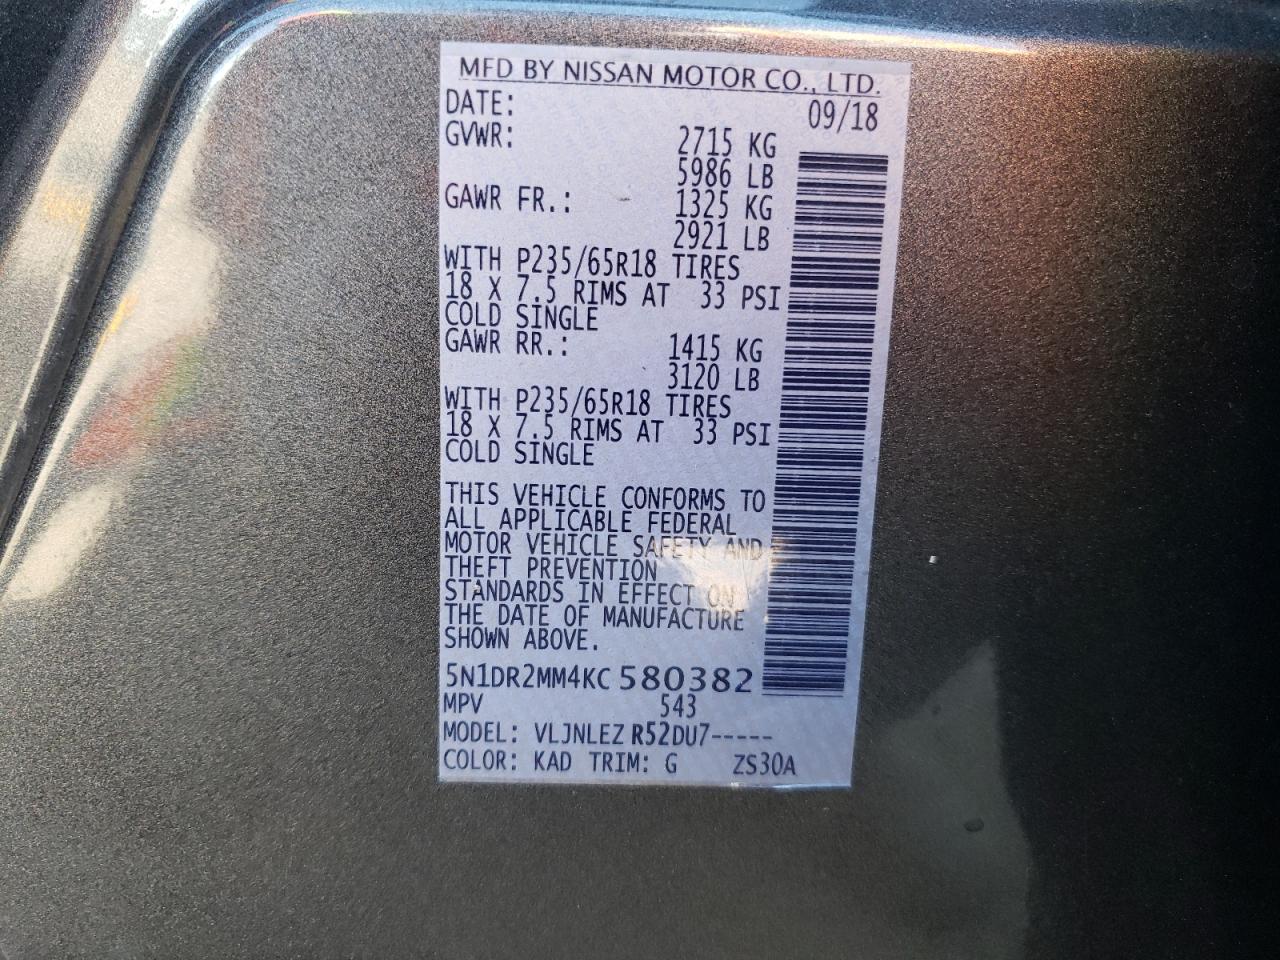 MFD BY NISSAN MOTOR CO., LTD.
DATE: 09/18
GVWR: 2715 KG
5986 LB
GAWR FR.: 1325 KG
2921 LB
WITH P235/65R18 TIRES
18 X 7.5 RIMS AT 33 PSI
COLD SINGLE
GAWR RR.: 1415 KG
3120 LB
WITH P235/65R18 TIRES
18 X 7.5 RIMS AT 33 PSI
COLD SINGLE
THIS VEHICLE CONFORMS TO
ALL APPLICABLE FEDERAL
MOTOR VEHICLE SAFETY AND
THEFT PREVENTION
STANDARDS IN EFFECT ON
THE DATE OF MANUFACTURE
SHOWN ABOVE.
5N1DR2MM4KC 580382
MPV 543
MODEL: VLJNLEZ R52DU7-----
COLOR: KAD TRIM: G ZS30A